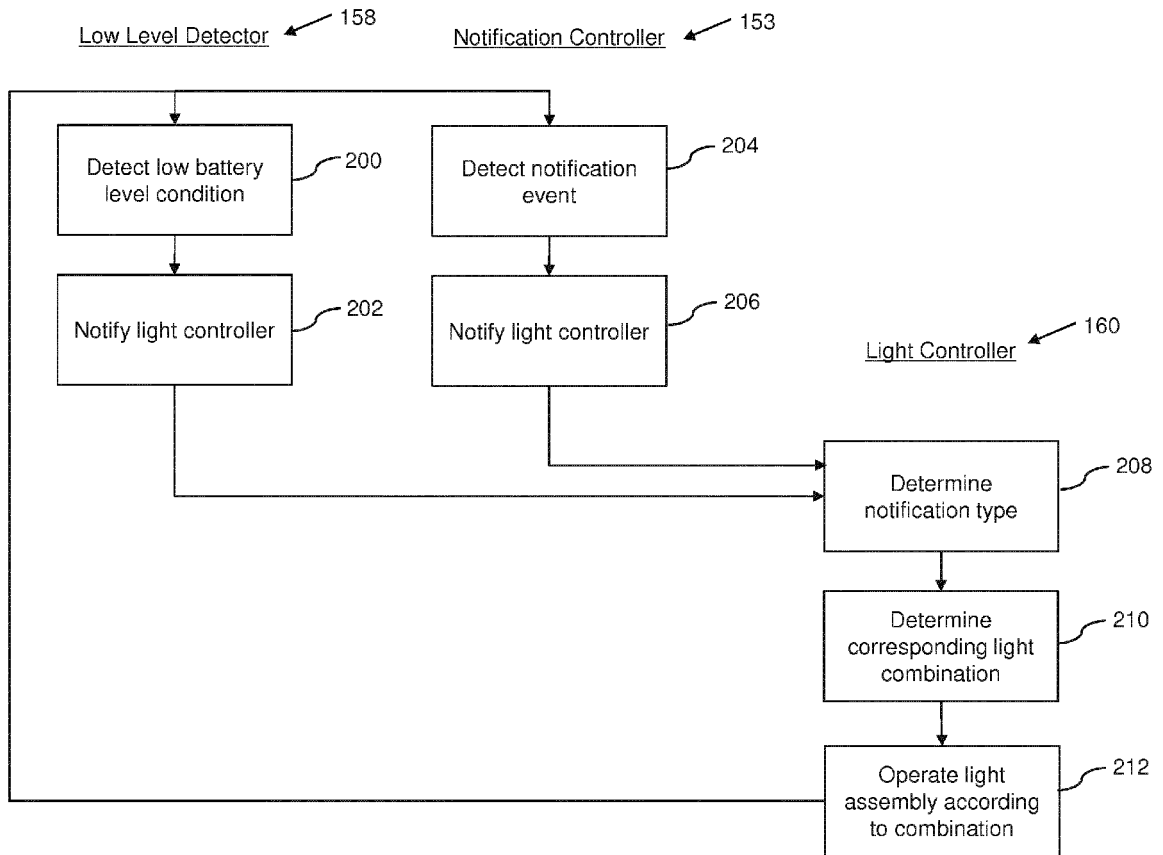 Low Level Detector
158
Notification Controller
153
Detect low battery
level condition
200
Detect notification
event
204
Notify light controller
202
Notify light controller
206
Light Controller
160
Determine
notification type
208
Determine
corresponding light
combination
210
Operate light
assembly according
to combination
212